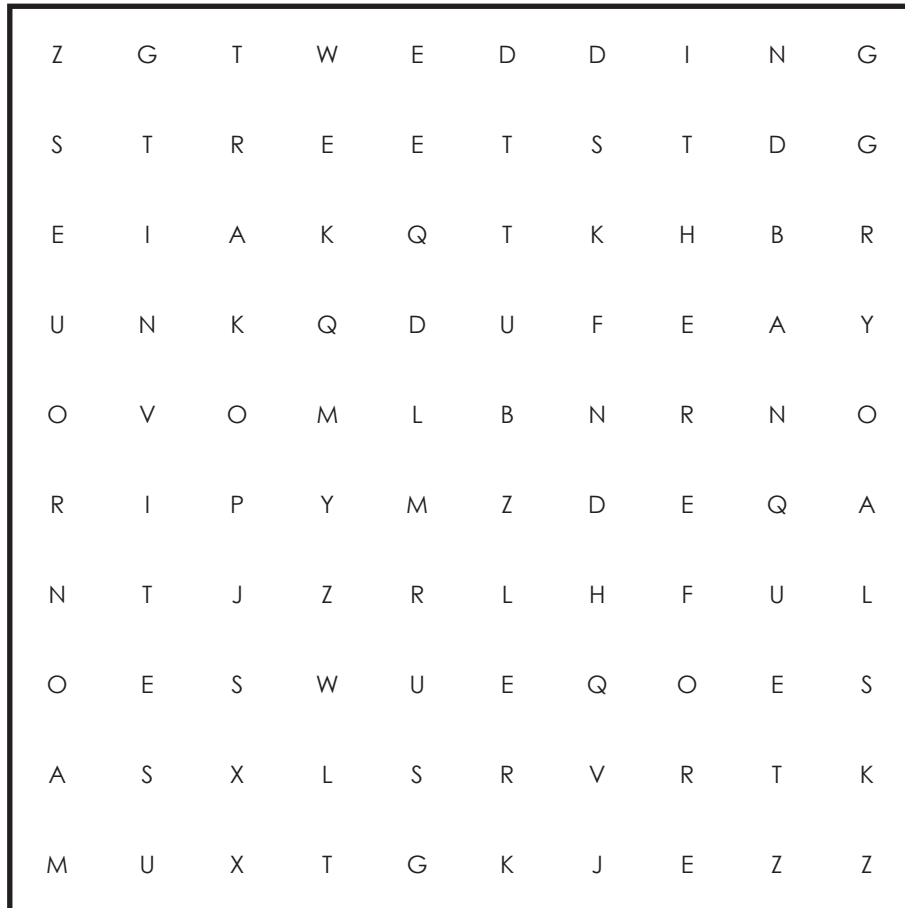 Z G T W E D D I N G
S T R E E T S T D G
E I A K Q T K H B R
U N K Q D U F E A Y
O V O M L B N R N O
R I P Y M Z D E Q A
N T J Z R L H F U L
O E S W U E Q O E S
A S X L S R V R T K
M U X T G K J E Z Z